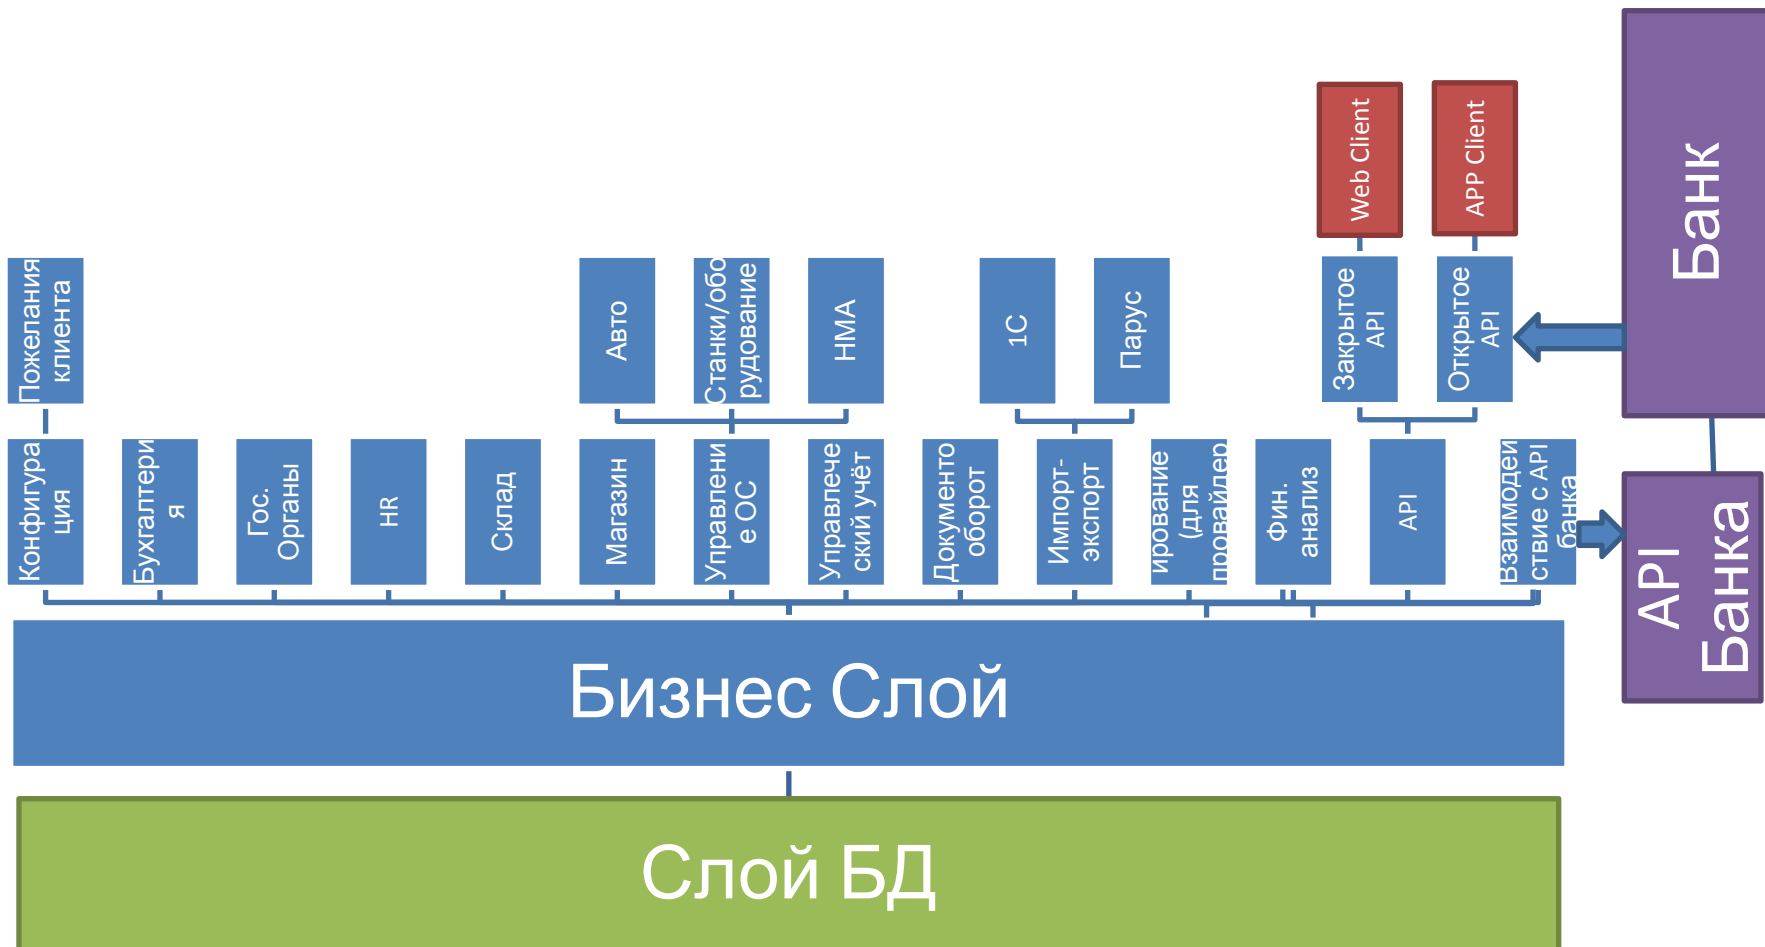 Банк
Web Client
APP Client
Пожелания
клиента
Авто
Станки/обо
рудование
НМА
1С
Парус
Закрытое
API
Открытое
API
Конфигура
ция
Бухгалтери
я
Гос.
Органы
HR
Склад
Магазин
Управлени
е ОС
Управлече
ский учёт
Документо
оборот
Импорт-
экспорт
ирование
(для
провайдер
Фин.
анализ
API
Взаимодей
ствие с API
банка
API
Банка
Бизнес Слой
Слой БД